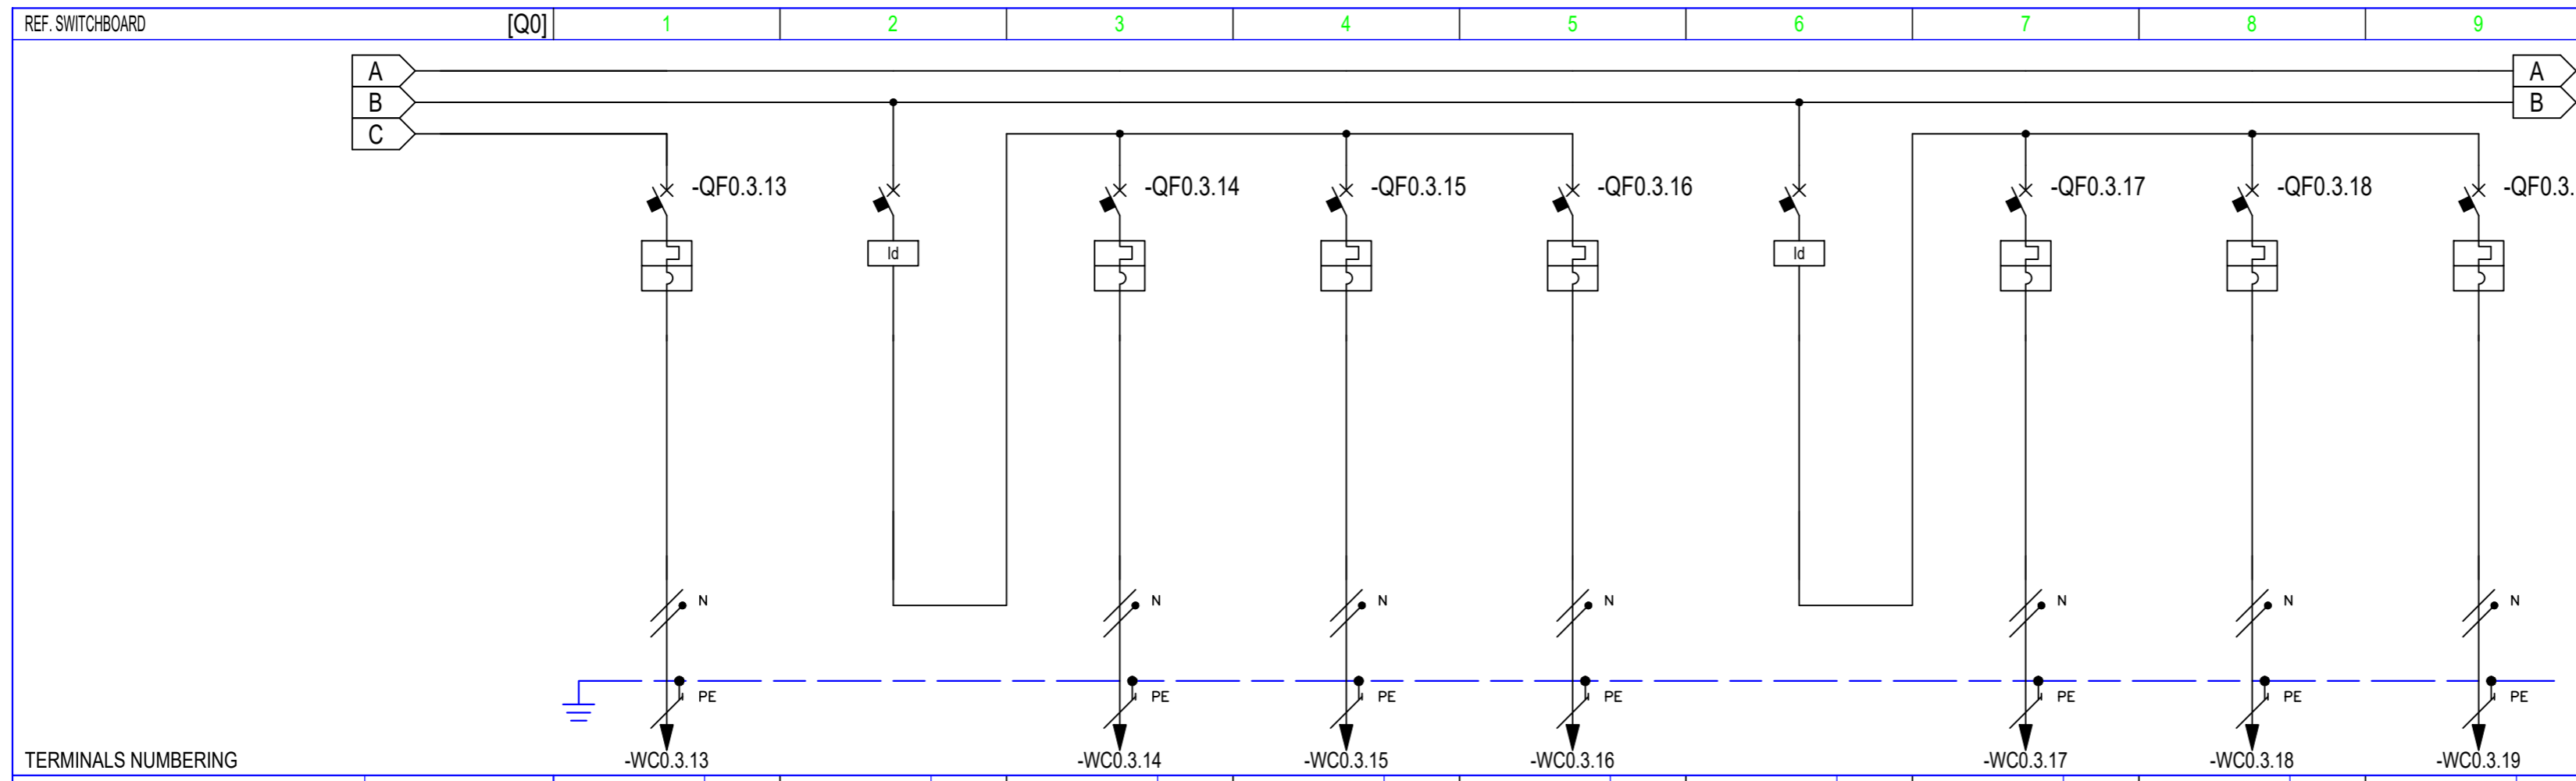 REF. SWITCHBOARD [Q0] 1 2 3 4 5 6 7 8 9
A A
B B
C
-QF0.3.13 -QF0.3.14 -QF0.3.15 -QF0.3.16 -QF0.3.17 -QF0.3.18 -QF0.3.
Id Id
N N N N N N N
PE PE PE PE PE PE PE
TERMINALS NUMBERING -WC0.3.13 -WC0.3.14 -WC0.3.15 -WC0.3.16 -WC0.3.17 -WC0.3.18 -WC0.3.19